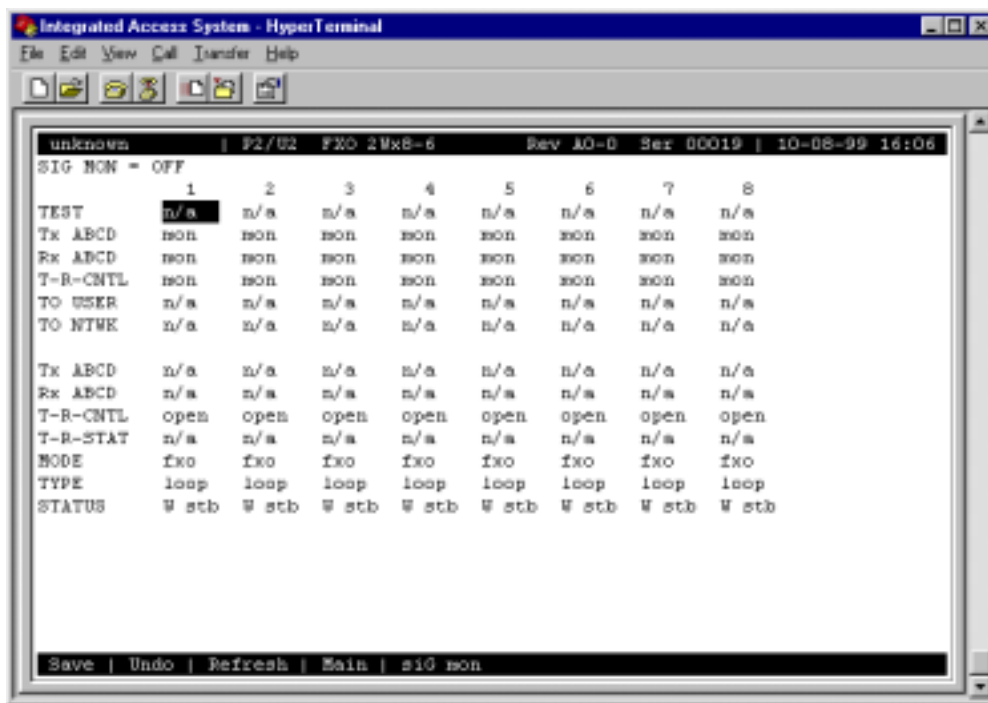 Integrated Access System - HyperTerminal
File Edit View Call Transfer Help
unknown | P2/U2 FXO 2Wx8-6 Rev A0-0 Ser 00019 | 10-08-99 16:06
SIG MON = OFF
1 2 3 4 5 6 7 8
TEST n/a n/a n/a n/a n/a n/a n/a n/a
Tx ABCD mon mon mon mon mon mon mon mon
Rx ABCD mon mon mon mon mon mon mon mon
T-R-CNTL mon mon mon mon mon mon mon mon
TO USER n/a n/a n/a n/a n/a n/a n/a n/a
TO NTWK n/a n/a n/a n/a n/a n/a n/a n/a
Tx ABCD n/a n/a n/a n/a n/a n/a n/a n/a
Rx ABCD n/a n/a n/a n/a n/a n/a n/a n/a
T-R-CNTL open open open open open open open open
T-R-STAT n/a n/a n/a n/a n/a n/a n/a n/a
MODE fxo fxo fxo fxo fxo fxo fxo fxo
TYPE loop loop loop loop loop loop loop loop
STATUS W stb W stb W stb W stb W stb W stb W stb W stb
Save | Undo | Refresh | Main | siG mon